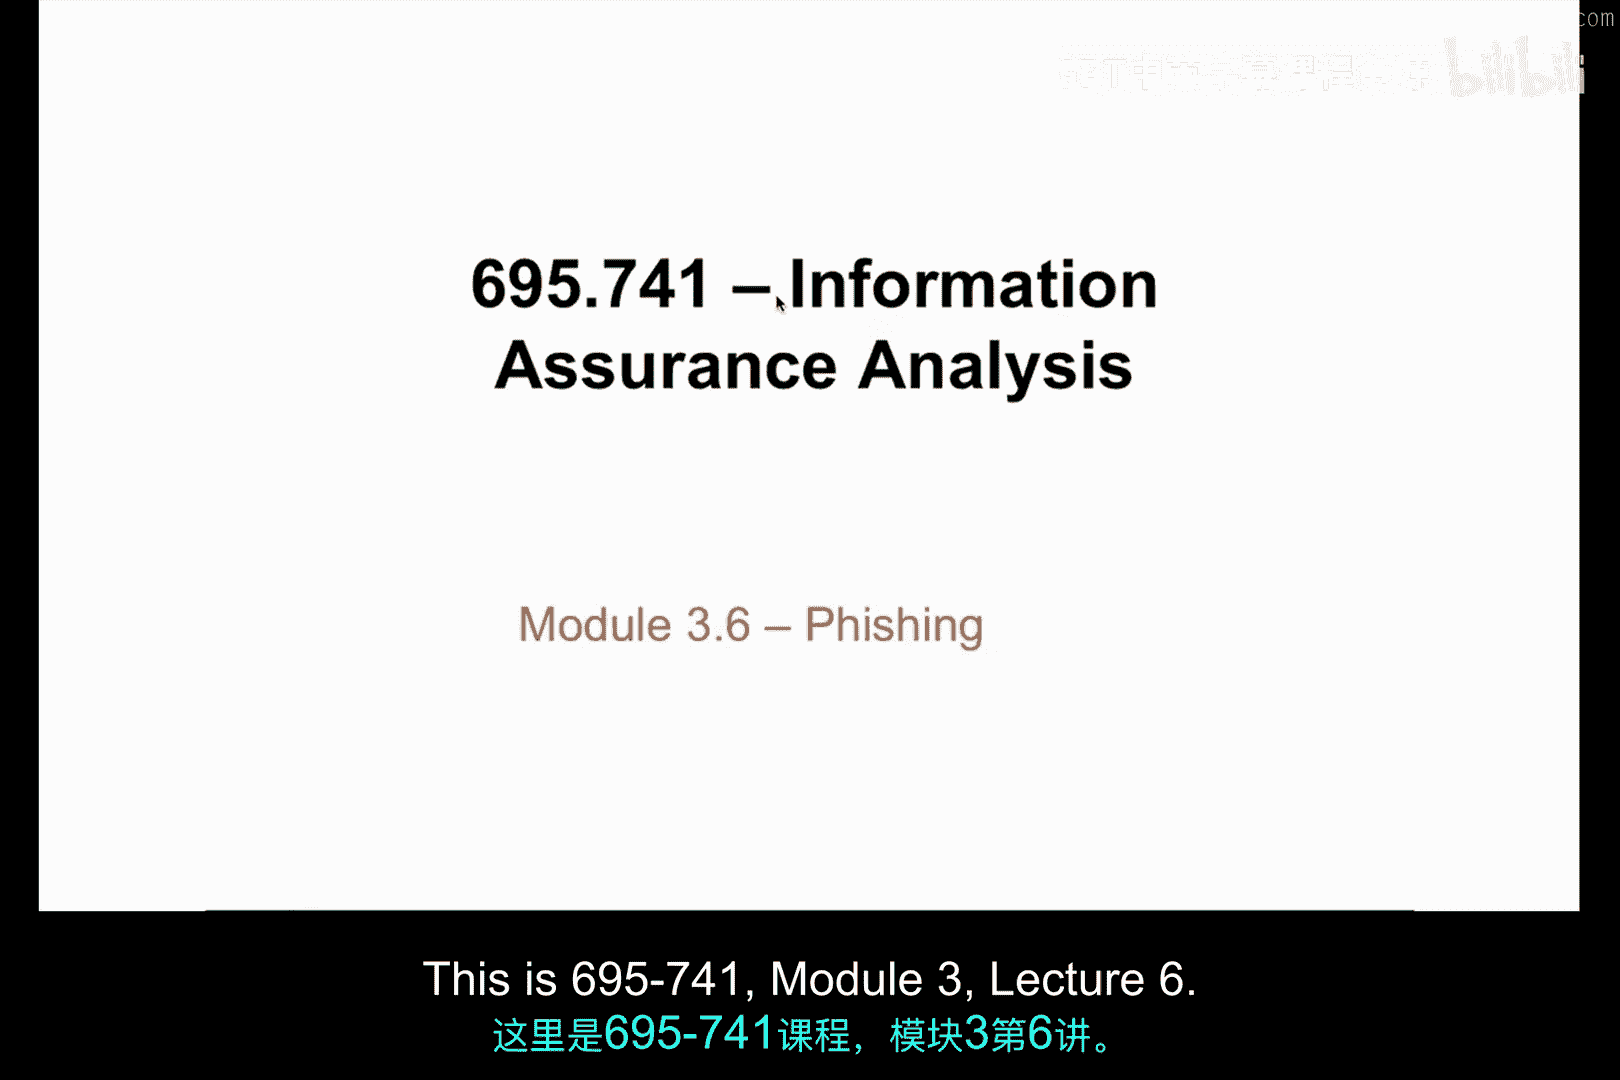 com
bilibili
695.741 – Information
Assurance Analysis
Module 3.6 – Phishing
This is 695-741, Module 3, Lecture 6.
这里是695-741课程，模块3第6讲。